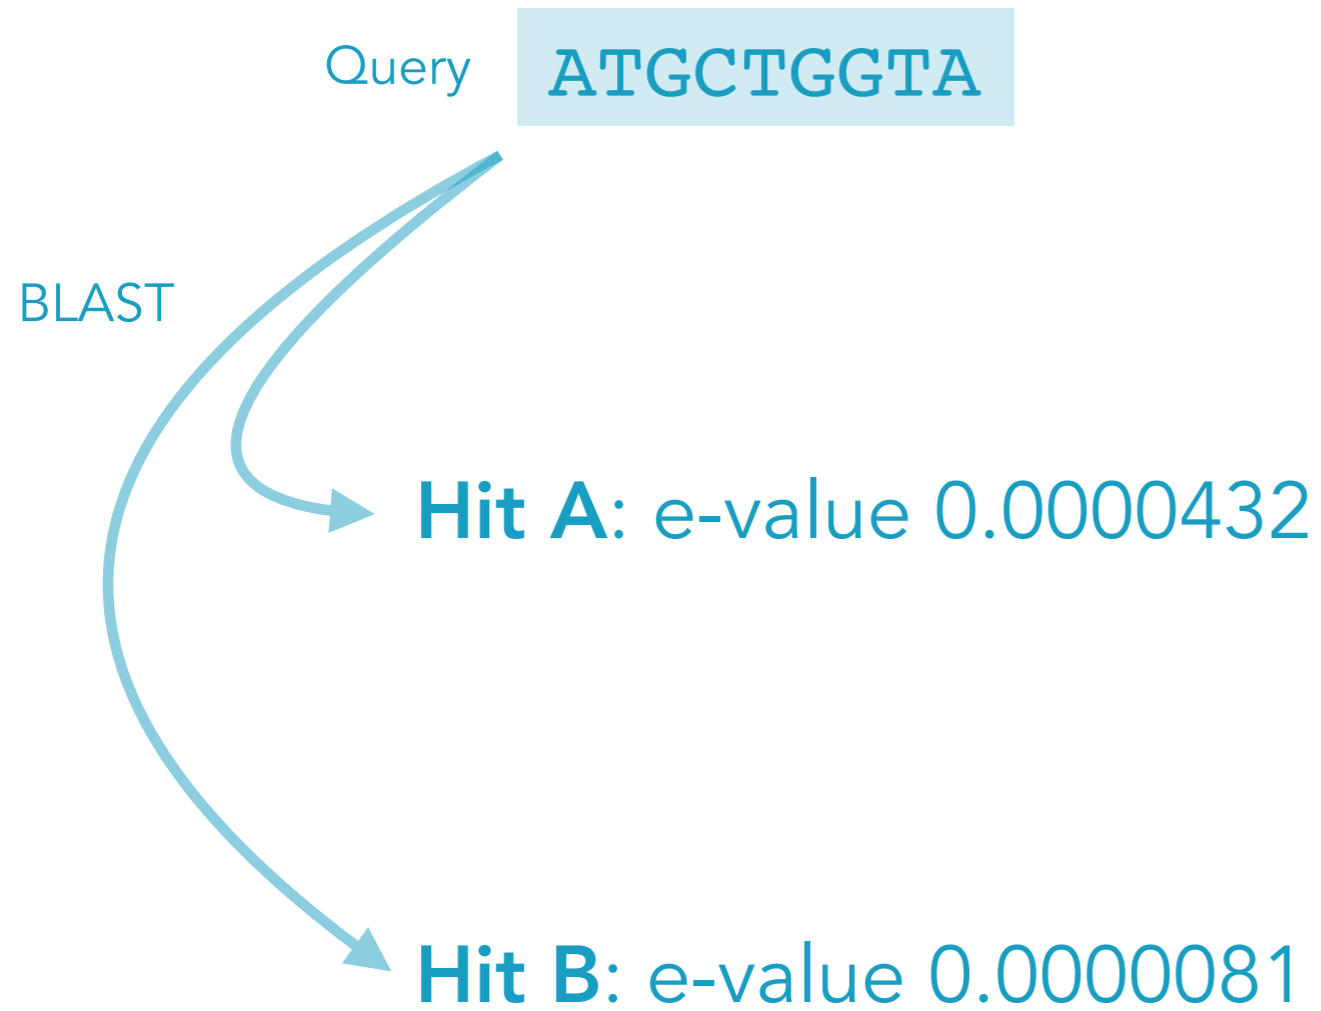 Query ATGCTGGTA
BLAST
Hit A: e-value 0.0000432
Hit B: e-value 0.0000081